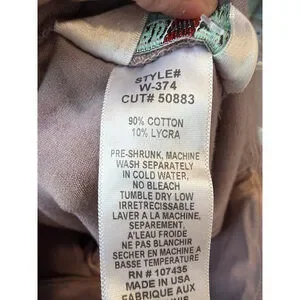 STYLE#
W-374
CUT# 50883
90% COTTON
10% LYCRA
PRE-SHRUNK, MACHINE
WASH SEPARATELY
IN COLD WATER,
NO BLEACH
TUMBLE DRY LOW
IRRETRECISSABLE
LAVER A LA MACHINE,
SEPAREMENT,
A'LEAU FROIDE
NE PAS BLANCHIR
SECHER EN MACHINE A
BASSE TEMPERATURE
RN # 107435
MADE IN USA
FABRIQUE AUX